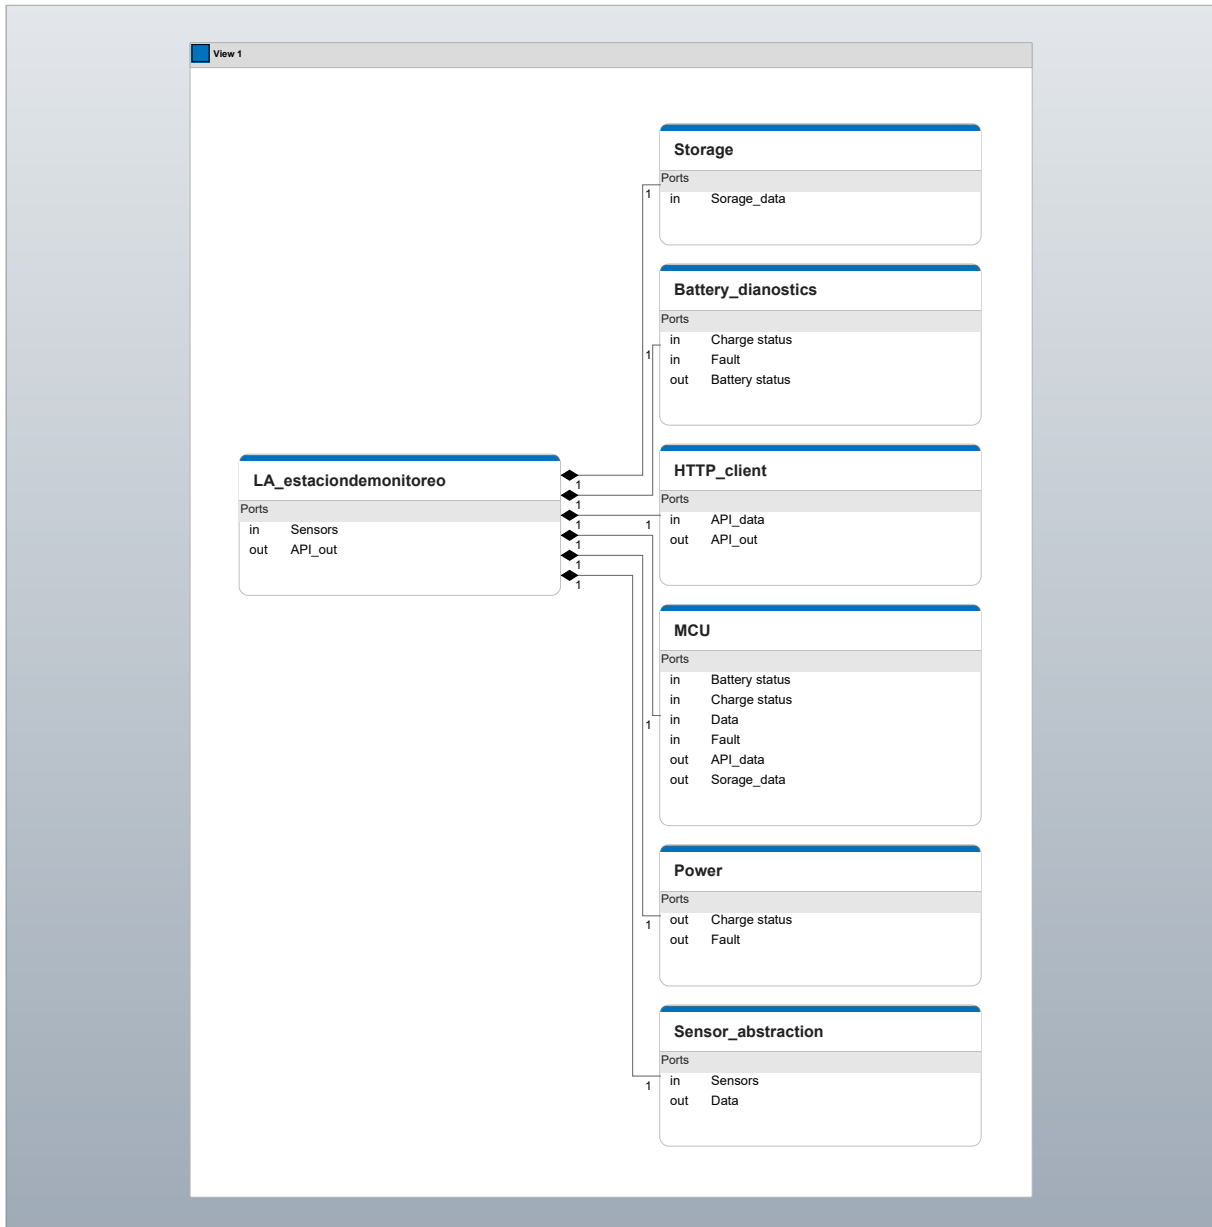 View 1
Storage
Ports
in Sorage_data
1
Battery_dianostics
Ports
in Charge status
in Fault
out Battery status
1
HTTP_client
Ports
in API_data
out API_out
1
LA_estaciondemonitoreo
Ports
in Sensors
out API_out
1
1
1
1
1
1
MCU
Ports
in Battery status
in Charge status
in Data
in Fault
out API_data
out Sorage_data
1
Power
Ports
out Charge status
out Fault
1
Sensor_abstraction
Ports
in Sensors
out Data
1